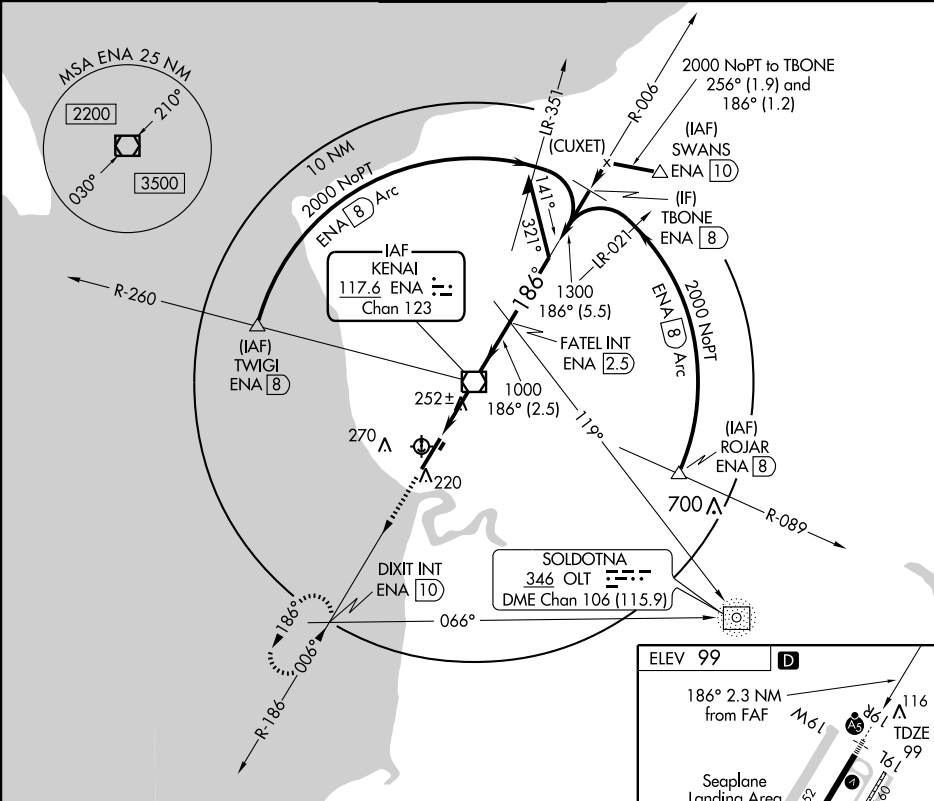 MSA ENA 25 NM
2200
210°
030°
3500
10 NM
2000 NoPT
ENA 8 Arc
LR-351
R-006
2000 NoPT to TBONE
256° (1.9) and
186° (1.2)
(CUXET)
x
(IAF)
SWANS
ENA 10
(IF)
TBONE
ENA 8
141°
321°
LR-021
1300
186° (5.5)
186°
2000 NoPT
ENA 8 Arc
IAF
KENAI
117.6 ENA
Chan 123
R-260
(IAF)
TWIGI
ENA 8
FATEL INT
ENA 2.5
1000
186° (2.5)
252±
270
220
119°
(IAF)
ROJAR
ENA 8
700
R-089
SOLDOTNA
346 OLT
DME Chan 106 (115.9)
DIXIT INT
ENA 10
066°
186°
006°
R-186
ELEV 99
D
186° 2.3 NM
from FAF
19W
19R
116
A5
TDZE
99
19L
Seaplane
Landing Area
52
60